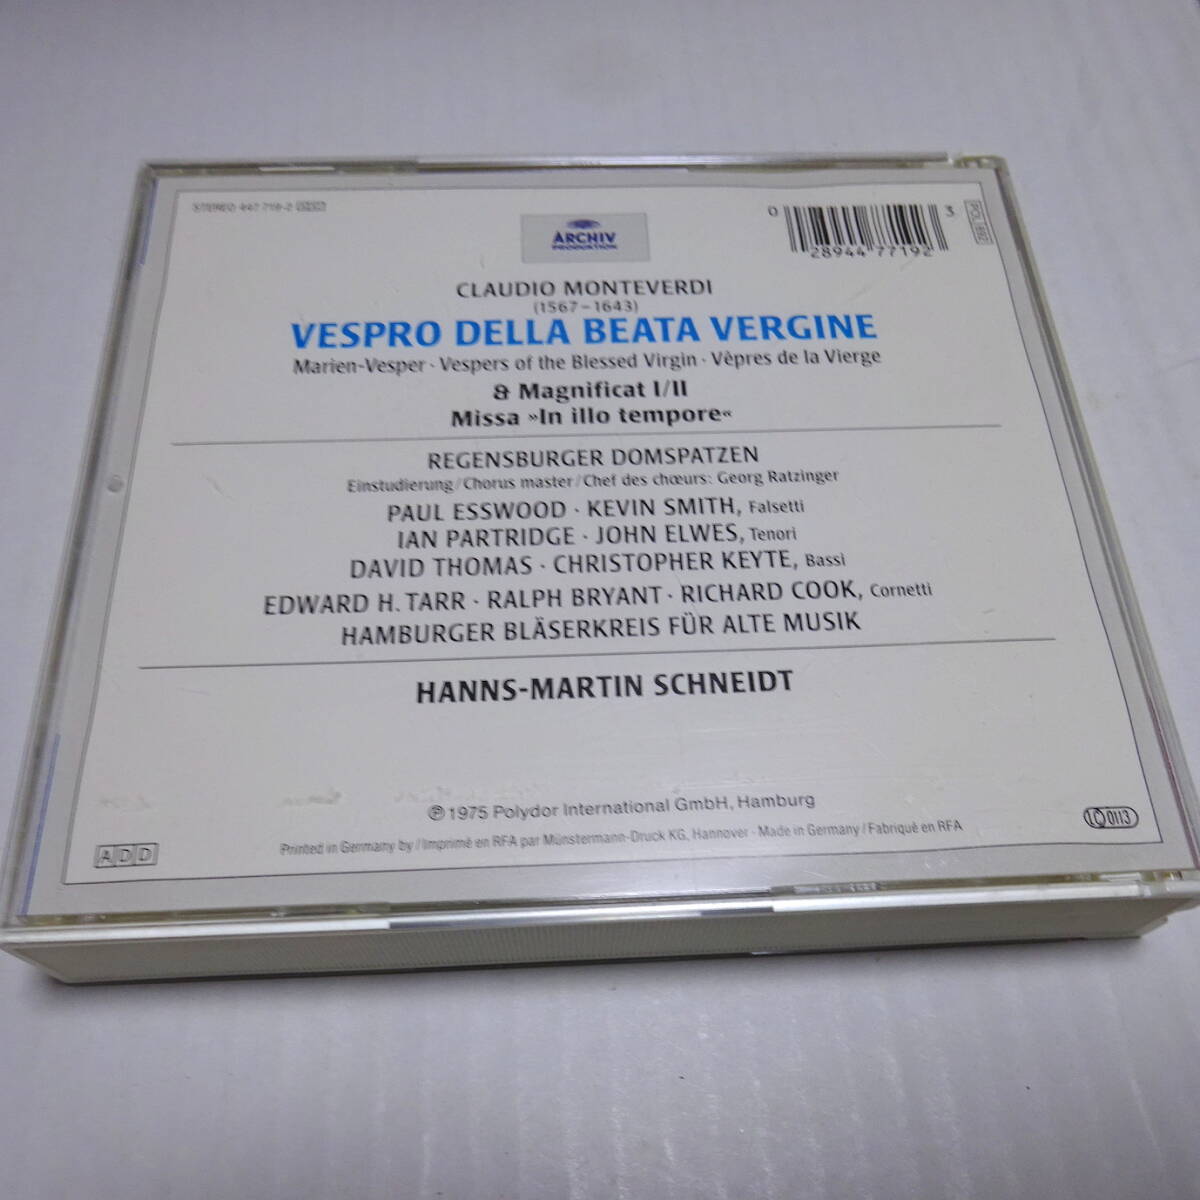 STEREO 447 719-2
ARCHIV
PRODUKTION
0 28944 77192 3
CLAUDIO MONTEVERDI
(1567–1643)
VESPRO DELLA BEATA VERGINE
Marien-Vesper · Vespers of the Blessed Virgin · Vêpres de la Vierge
& Magnificat I/II
Missa »In illo tempore«
REGENSBURGER DOMSPATZEN
Einstudierung/Chorus master/Chef des chœurs: Georg Ratzinger
PAUL ESSWOOD · KEVIN SMITH, Falsetti
IAN PARTRIDGE · JOHN ELWES, Tenori
DAVID THOMAS · CHRISTOPHER KEYTE, Bassi
EDWARD H. TARR · RALPH BRYANT · RICHARD COOK, Cornetti
HAMBURGER BLÄSERKREIS FÜR ALTE MUSIK
HANNS-MARTIN SCHNEIDT
℗ 1975 Polydor International GmbH, Hamburg
Printed in Germany by/Imprimé en RFA par Münstermann-Druck KG, Hannover · Made in Germany/Fabriqué en RFA
ADD
LC 0113